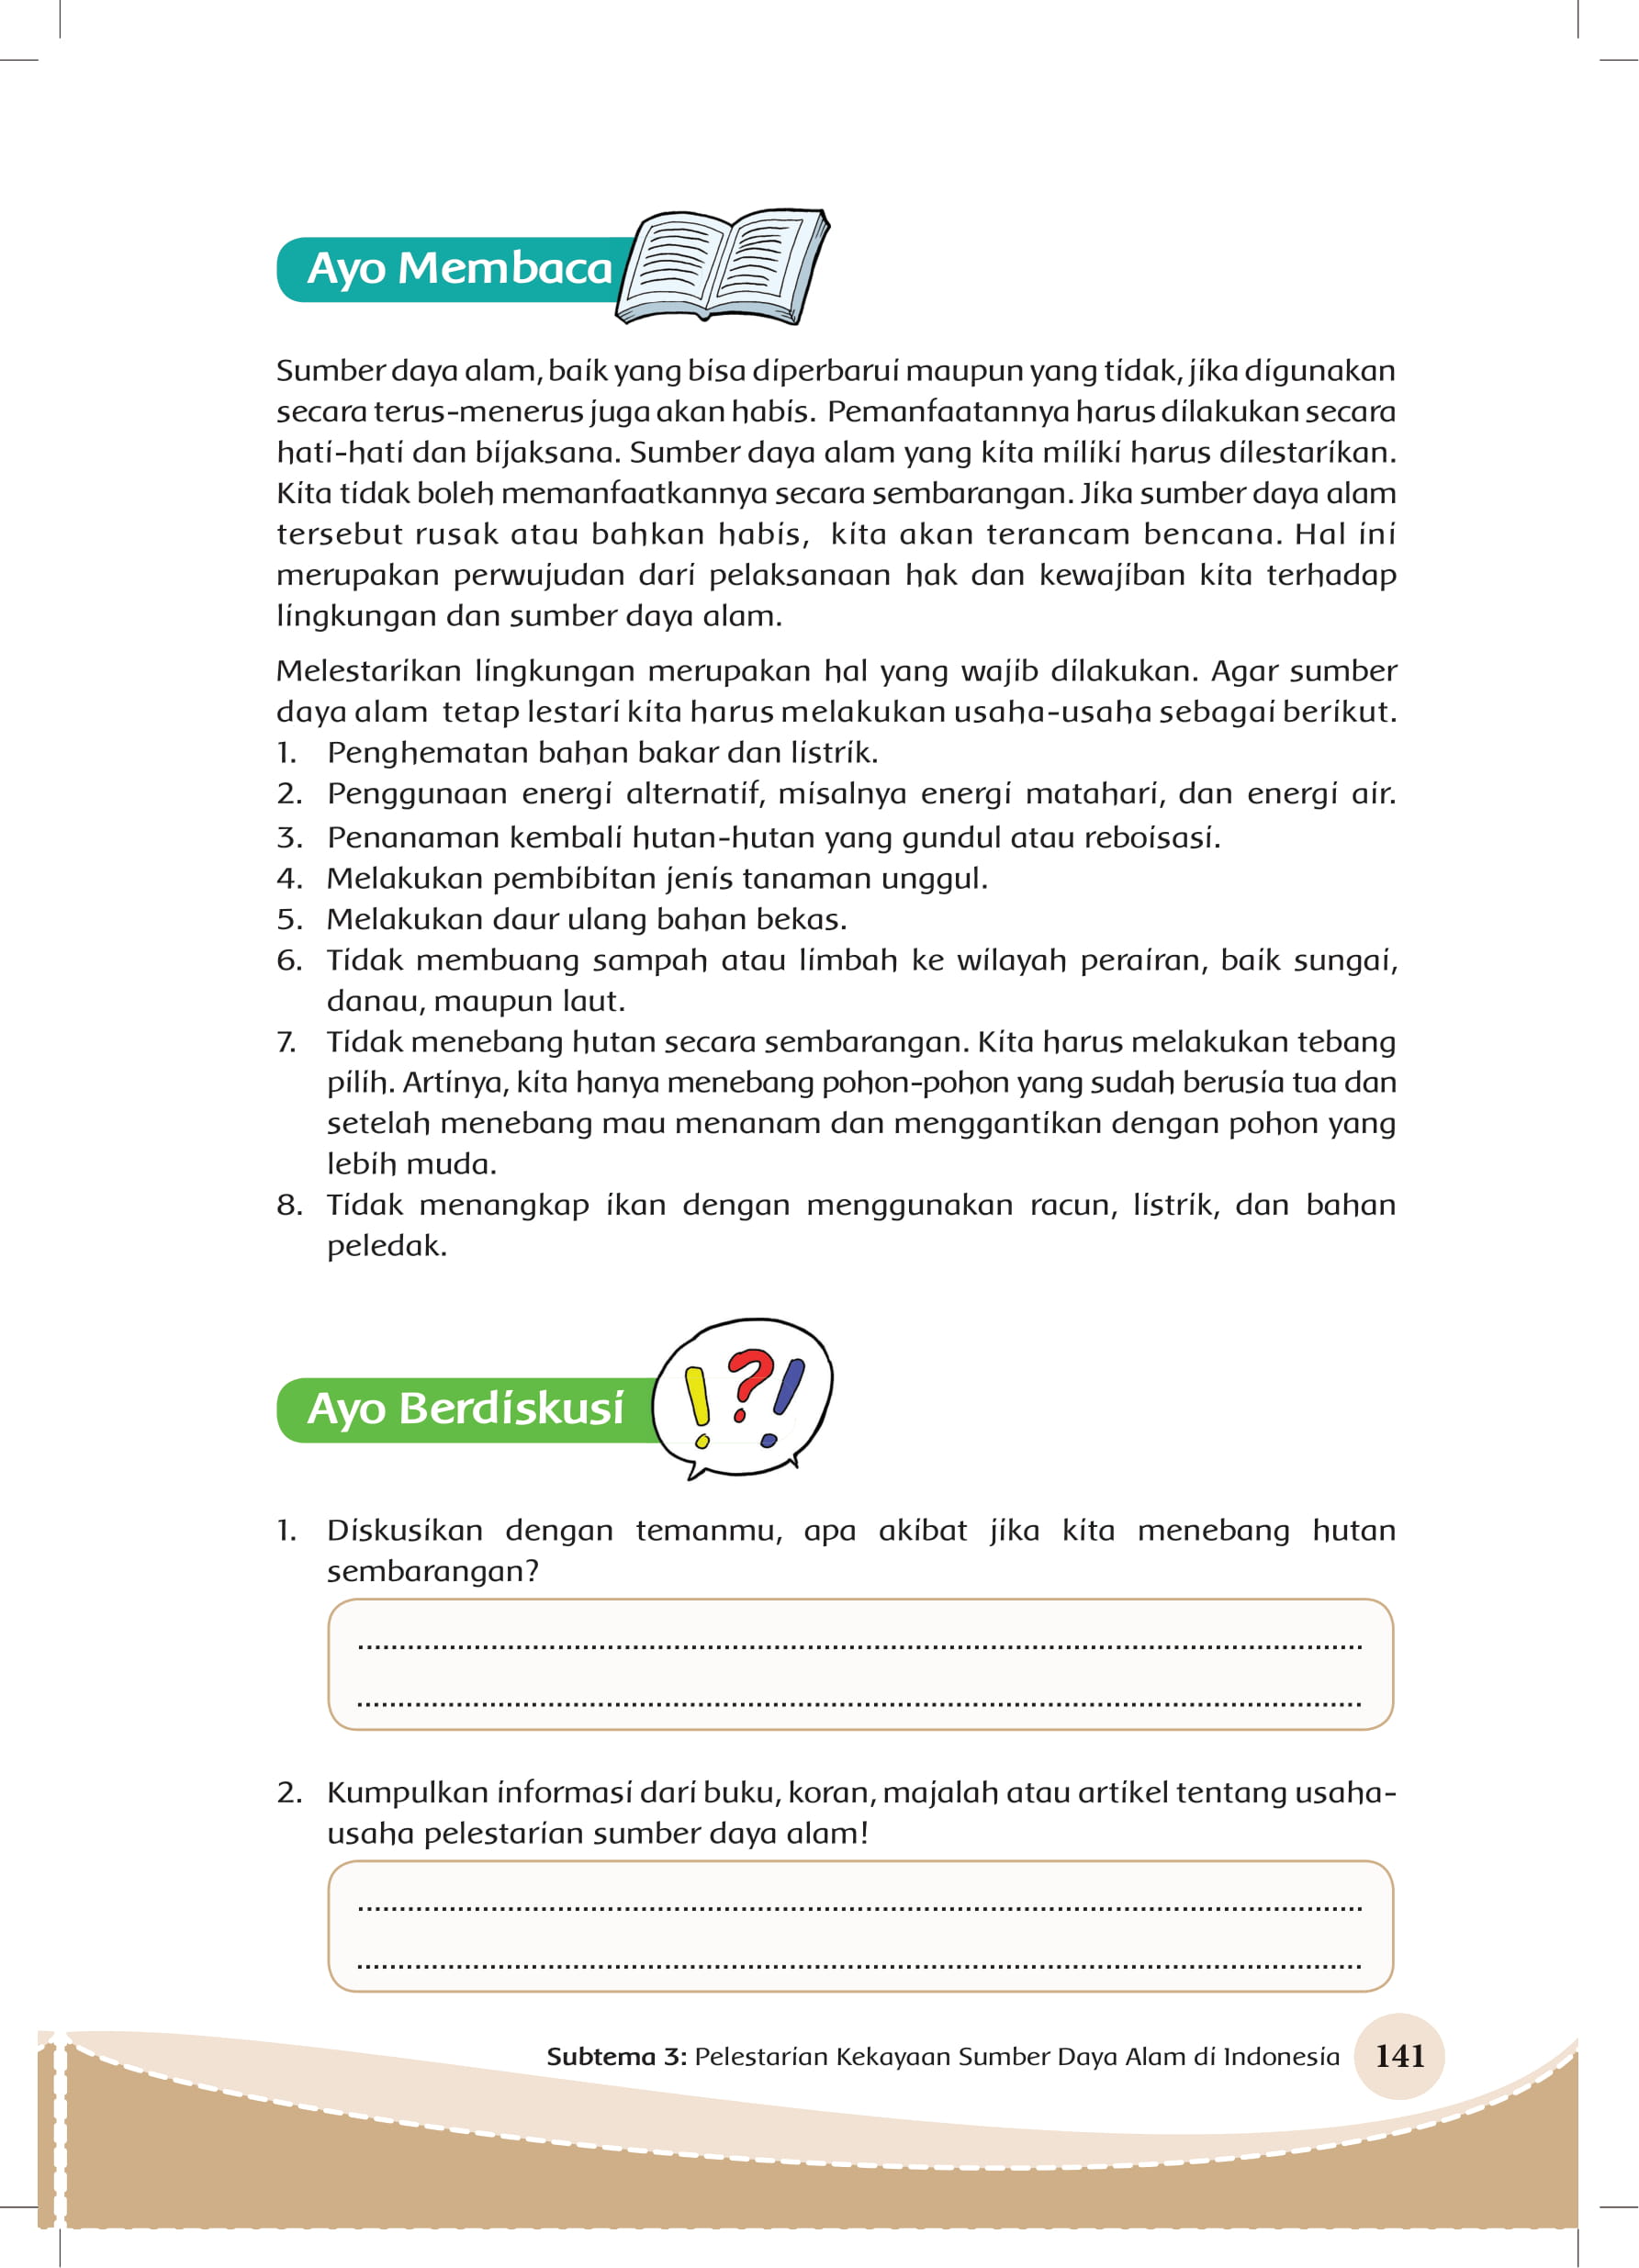 Ayo Membaca
Sumber daya alam, baik yang bisa diperbarui maupun yang tidak, jika digunakan
secara terus-menerus juga akan habis. Pemanfaatannya harus dilakukan secara
hati-hati dan bijaksana. Sumber daya alam yang kita miliki harus dilestarikan.
Kita tidak boleh memanfaatkannya secara sembarangan. Jika sumber daya alam
tersebut rusak atau bahkan habis, kita akan terancam bencana. Hal ini
merupakan perwujudan dari pelaksanaan hak dan kewajiban kita terhadap
lingkungan dan sumber daya alam.
Melestarikan lingkungan merupakan hal yang wajib dilakukan. Agar sumber
daya alam tetap lestari kita harus melakukan usaha-usaha sebagai berikut.
1. Penghematan bahan bakar dan listrik.
2. Penggunaan energi alternatif, misalnya energi matahari, dan energi air.
3. Penanaman kembali hutan-hutan yang gundul atau reboisasi.
4. Melakukan pembibitan jenis tanaman unggul.
5. Melakukan daur ulang bahan bekas.
6. Tidak membuang sampah atau limbah ke wilayah perairan, baik sungai,
danau, maupun laut.
7. Tidak menebang hutan secara sembarangan. Kita harus melakukan tebang
pilih. Artinya, kita hanya menebang pohon-pohon yang sudah berusia tua dan
setelah menebang mau menanam dan menggantikan dengan pohon yang
lebih muda.
8. Tidak menangkap ikan dengan menggunakan racun, listrik, dan bahan
peledak.
Ayo Berdiskusi
!?!
1. Diskusikan dengan temanmu, apa akibat jika kita menebang hutan
sembarangan?
2. Kumpulkan informasi dari buku, koran, majalah atau artikel tentang usaha-
usaha pelestarian sumber daya alam!
Subtema 3: Pelestarian Kekayaan Sumber Daya Alam di Indonesia 141